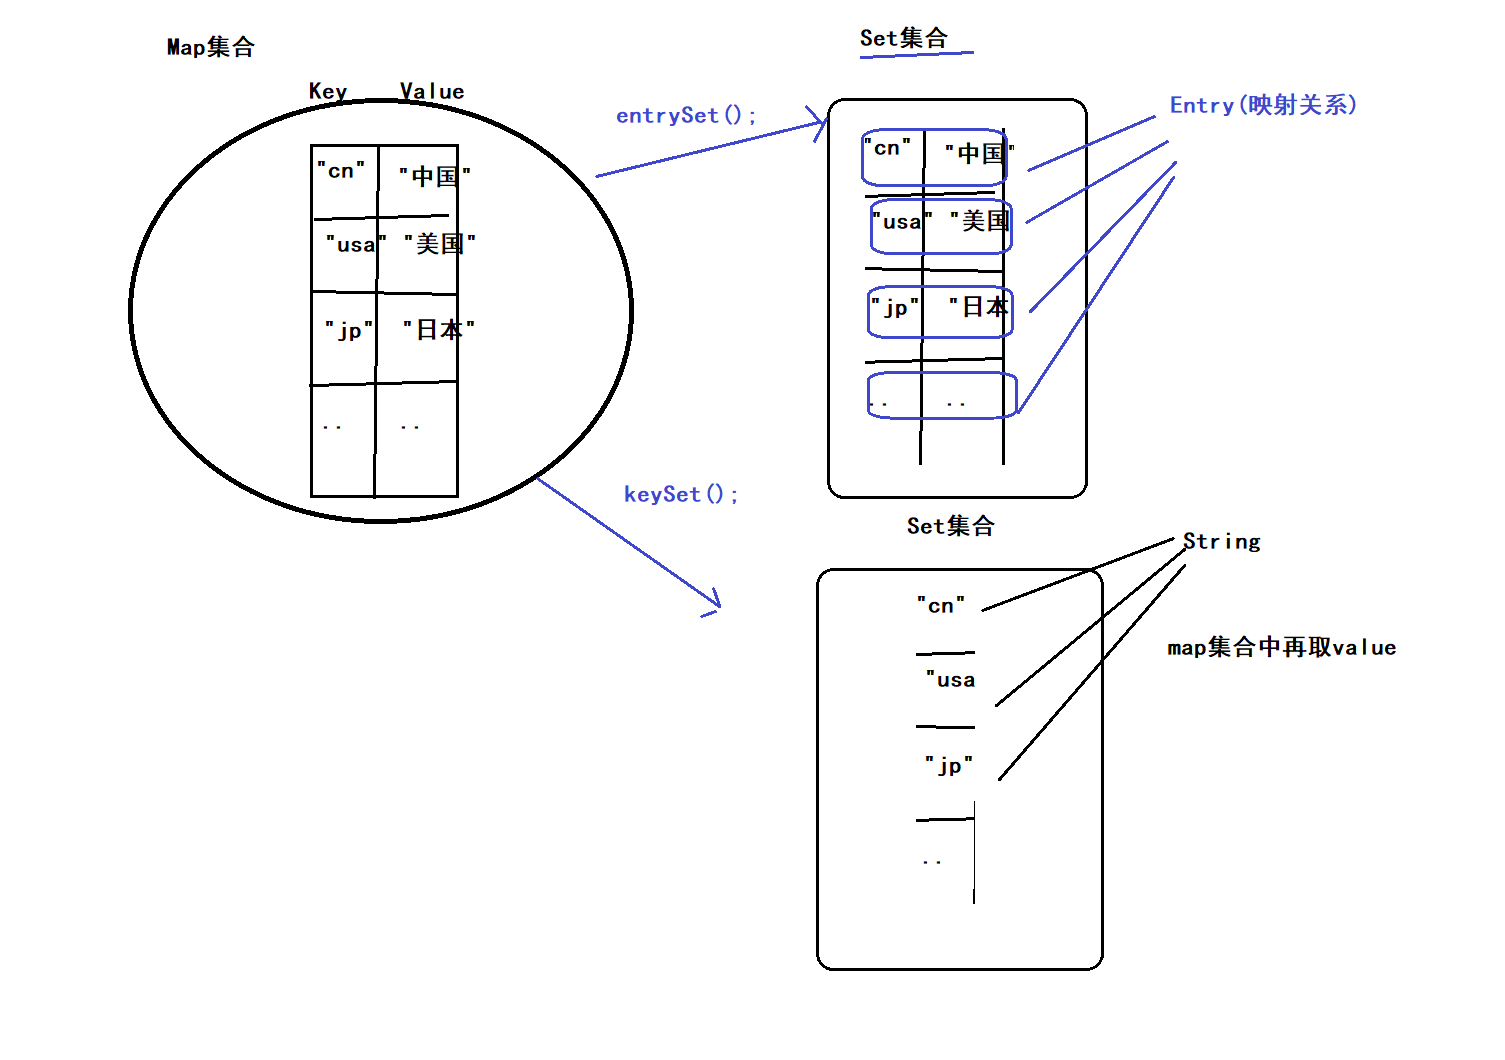 Map集合
Key Value
"cn" "中国"
"usa" "美国"
"jp" "日本"
.. ..
entrySet();
keySet();
Set集合
"cn" "中国"
"usa" "美国
"jp" "日本
.. ..
Entry(映射关系)
Set集合
"cn"
"usa
"jp"
..
String
map集合中再取value